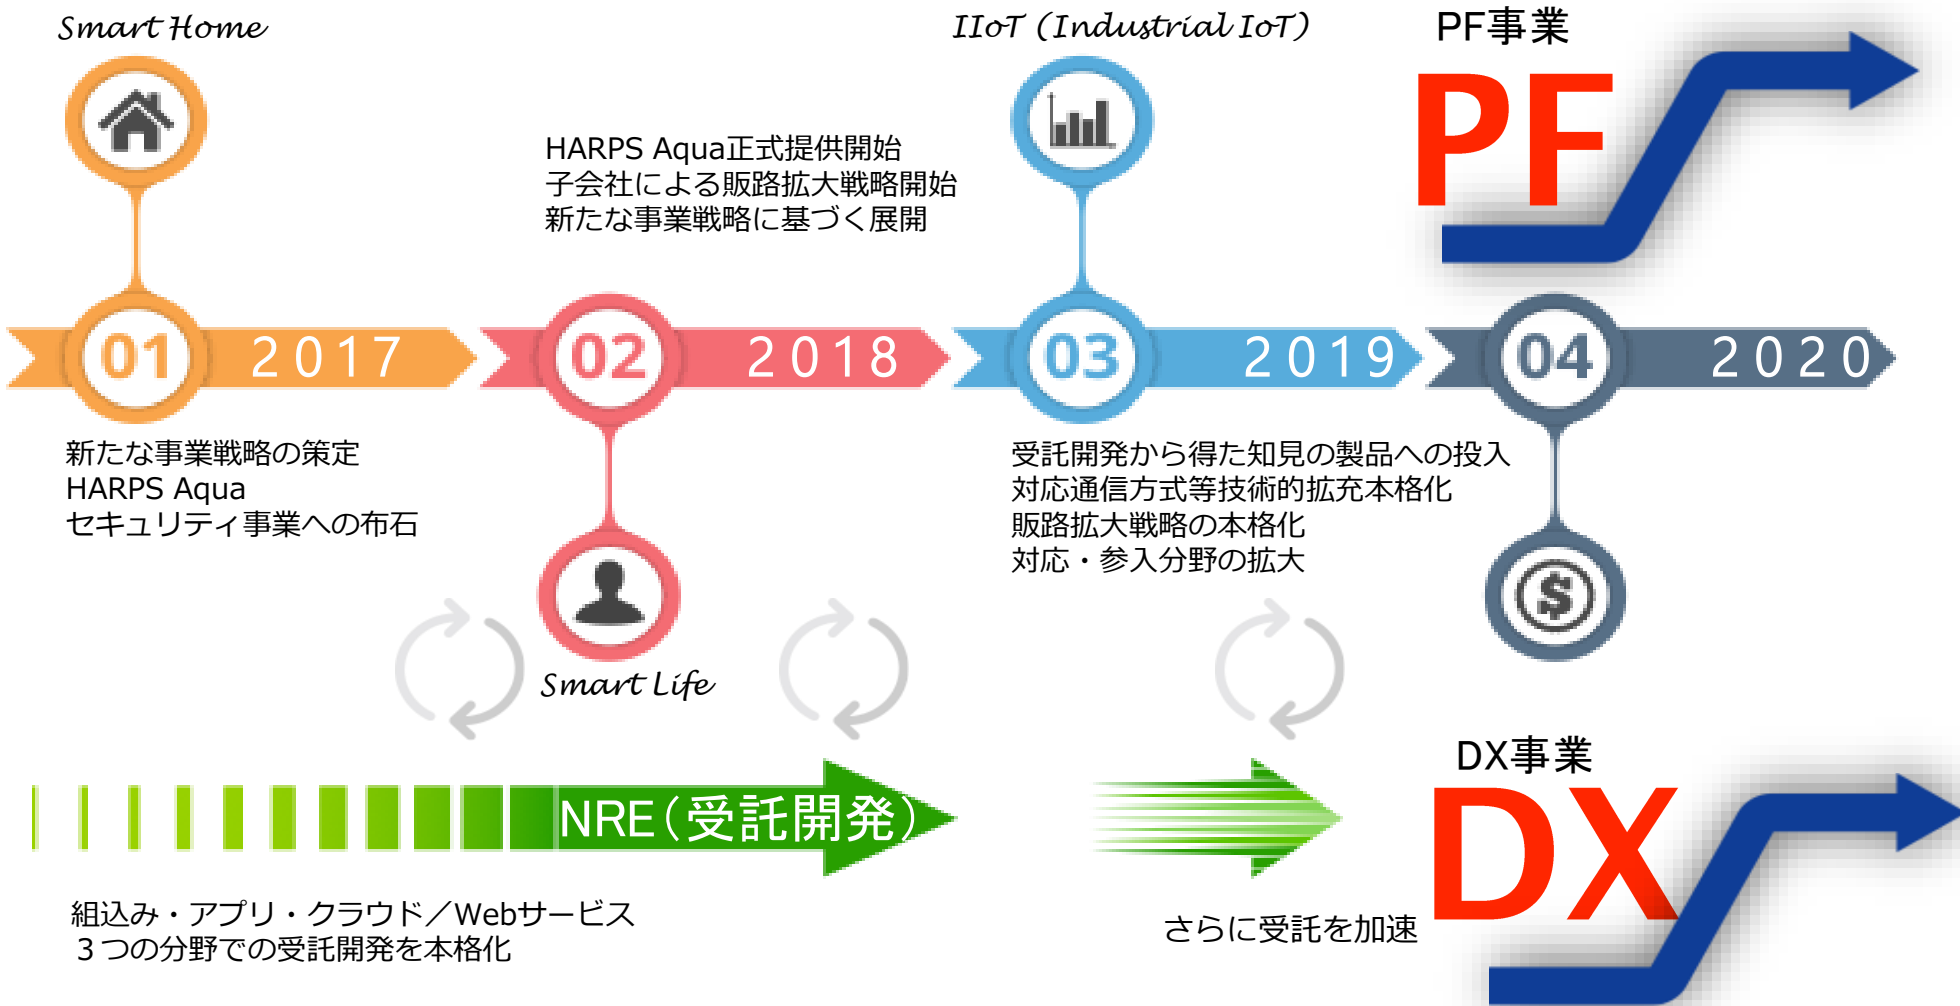 Smart Home
IIoT (Industrial IoT)
PF事業
PF
HARPS Aqua正式提供開始
子会社による販路拡大戦略開始
新たな事業戦略に基づく展開
01
2017
02
2018
03
2019
04
2020
新たな事業戦略の策定
HARPS Aqua
セキュリティ事業への布石
受託開発から得た知見の製品への投入
対応通信方式等技術的拡充本格化
販路拡大戦略の本格化
対応・参入分野の拡大
$
Smart Life
DX事業
DX
NRE(受託開発)
組込み・アプリ・クラウド／Webサービス
３つの分野での受託開発を本格化
さらに受託を加速